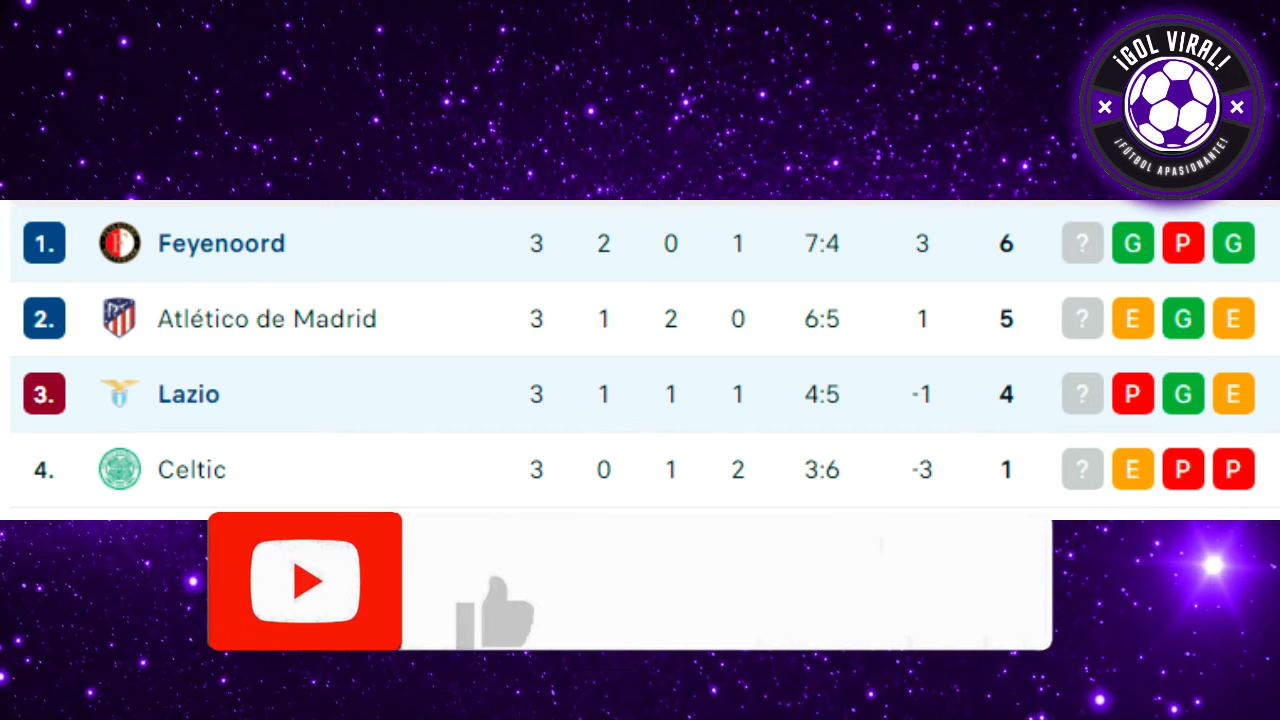 ¡GOL VIRAL!
¡FÚTBOL APASIONANTE!
1. Feyenoord 3 2 0 1 7:4 3 6 ? G P G
2. Atlético de Madrid 3 1 2 0 6:5 1 5 ? E G E
3. Lazio 3 1 1 1 4:5 -1 4 ? P G E
4. Celtic 3 0 1 2 3:6 -3 1 ? E P P